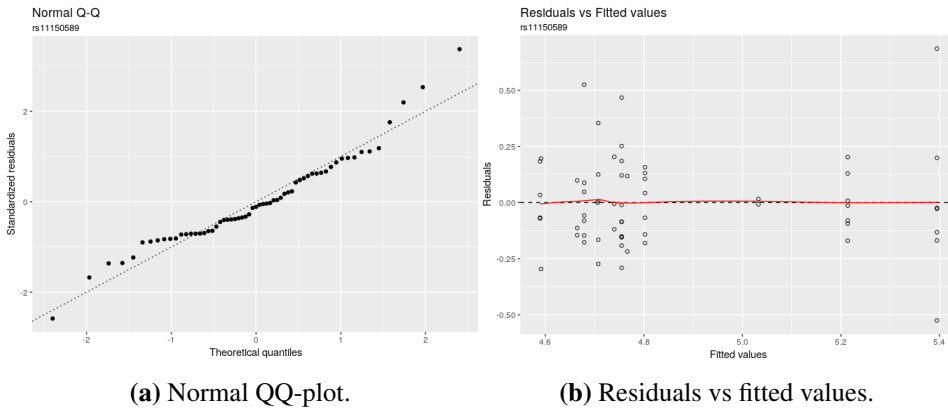 Normal Q-Q
rs11150589
Standardized residuals
2
0
-2
-2
-1
0
1
2
Theoretical quantiles
(a) Normal QQ-plot.
Residuals vs Fitted values
rs11150589
Residuals
0.50
0.25
0.00
-0.25
-0.50
4.6
4.8
5.0
5.2
5.4
Fitted values
(b) Residuals vs fitted values.